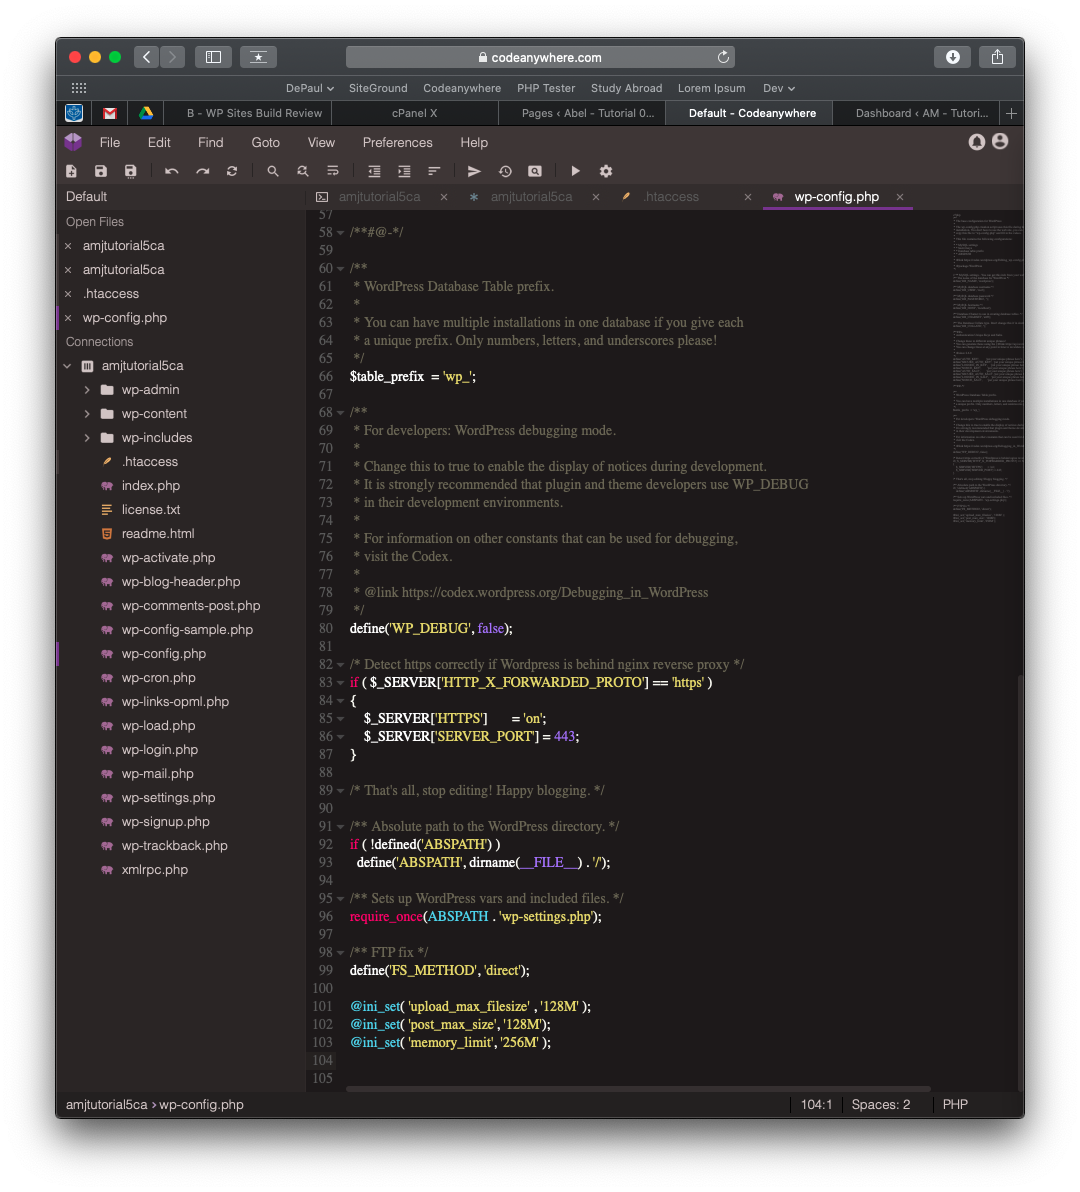 codeanywhere.com
DePaul SiteGround Codeanywhere PHP Tester Study Abroad Lorem Ipsum Dev
B - WP Sites Build Review cPanel X Pages ‹ Abel - Tutorial 0... Default - Codeanywhere Dashboard ‹ AM - Tutori...
File Edit Find Goto View Preferences Help
Default
amjtutorial5ca × amjtutorial5ca × .htaccess × wp-config.php ×
Open Files
× amjtutorial5ca
× amjtutorial5ca
× .htaccess
× wp-config.php
Connections
amjtutorial5ca
wp-admin
wp-content
wp-includes
.htaccess
index.php
license.txt
readme.html
wp-activate.php
wp-blog-header.php
wp-comments-post.php
wp-config-sample.php
wp-config.php
wp-cron.php
wp-links-opml.php
wp-load.php
wp-login.php
wp-mail.php
wp-settings.php
wp-signup.php
wp-trackback.php
xmlrpc.php
57
58 /**#@-*/
59
60 /**
61 * WordPress Database Table prefix.
62 *
63 * You can have multiple installations in one database if you give each
64 * a unique prefix. Only numbers, letters, and underscores please!
65 */
66 $table_prefix = 'wp_';
67
68 /**
69 * For developers: WordPress debugging mode.
70 *
71 * Change this to true to enable the display of notices during development.
72 * It is strongly recommended that plugin and theme developers use WP_DEBUG
73 * in their development environments.
74 *
75 * For information on other constants that can be used for debugging,
76 * visit the Codex.
77 *
78 * @link https://codex.wordpress.org/Debugging_in_WordPress
79 */
80 define('WP_DEBUG', false);
81
82 /* Detect https correctly if Wordpress is behind nginx reverse proxy */
83 if ( $_SERVER['HTTP_X_FORWARDED_PROTO'] == 'https' )
84 {
85 $_SERVER['HTTPS'] = 'on';
86 $_SERVER['SERVER_PORT'] = 443;
87 }
88
89 /* That's all, stop editing! Happy blogging. */
90
91 /** Absolute path to the WordPress directory. */
92 if ( !defined('ABSPATH') )
93 define('ABSPATH', dirname(__FILE__) . '/');
94
95 /** Sets up WordPress vars and included files. */
96 require_once(ABSPATH . 'wp-settings.php');
97
98 /** FTP fix */
99 define('FS_METHOD', 'direct');
100
101 @ini_set( 'upload_max_filesize' , '128M' );
102 @ini_set( 'post_max_size', '128M');
103 @ini_set( 'memory_limit', '256M' );
104
105
amjtutorial5ca › wp-config.php 104:1 Spaces: 2 PHP